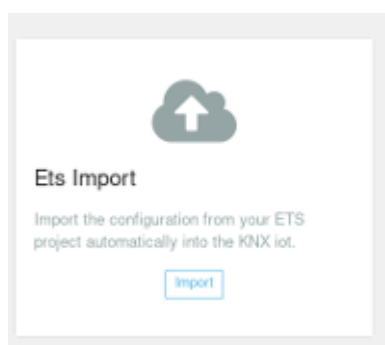 Ets Import
Import the configuration from your ETS
project automatically into the KNX iot.
Import